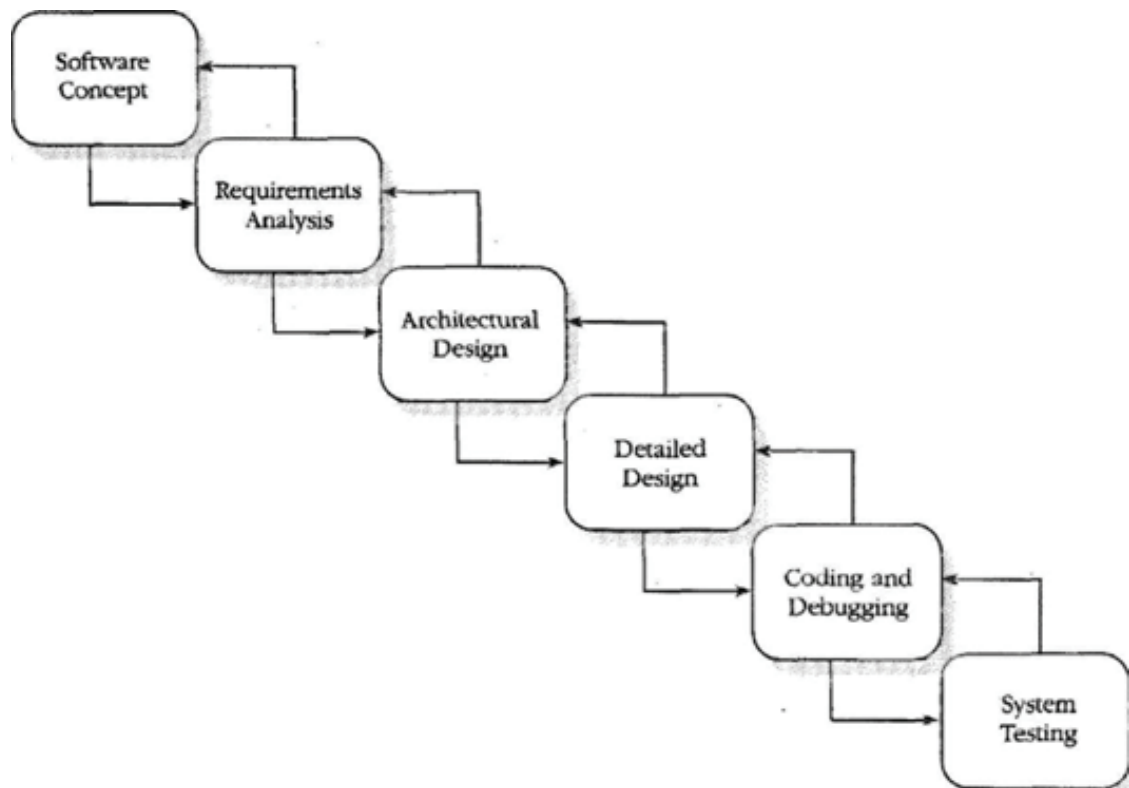 Software
Concept
Requirements
Analysis
Architectural
Design
Detailed
Design
Coding and
Debugging
System
Testing